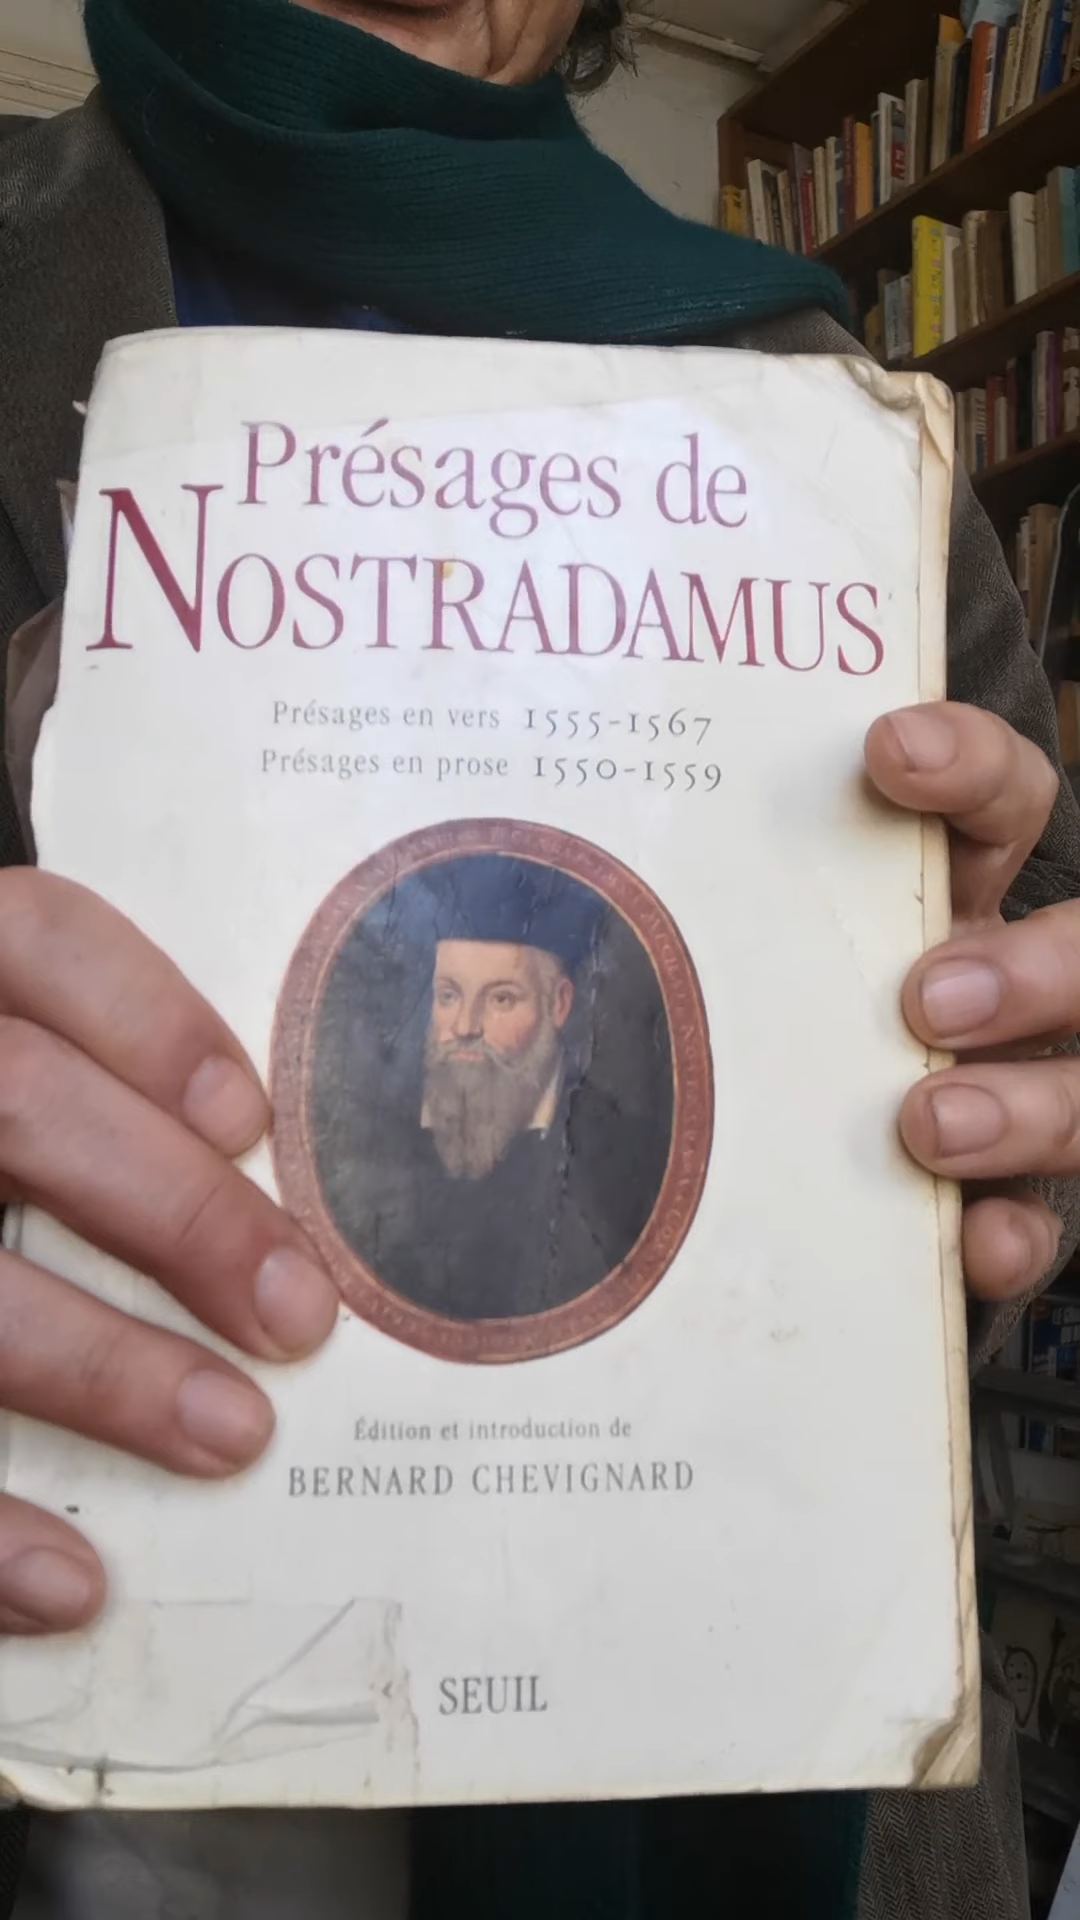 Présages de
NOSTRADAMUS
Présages en vers 1555-1567
Présages en prose 1550-1559
Édition et introduction de
BERNARD CHEVIGNARD
SEUIL